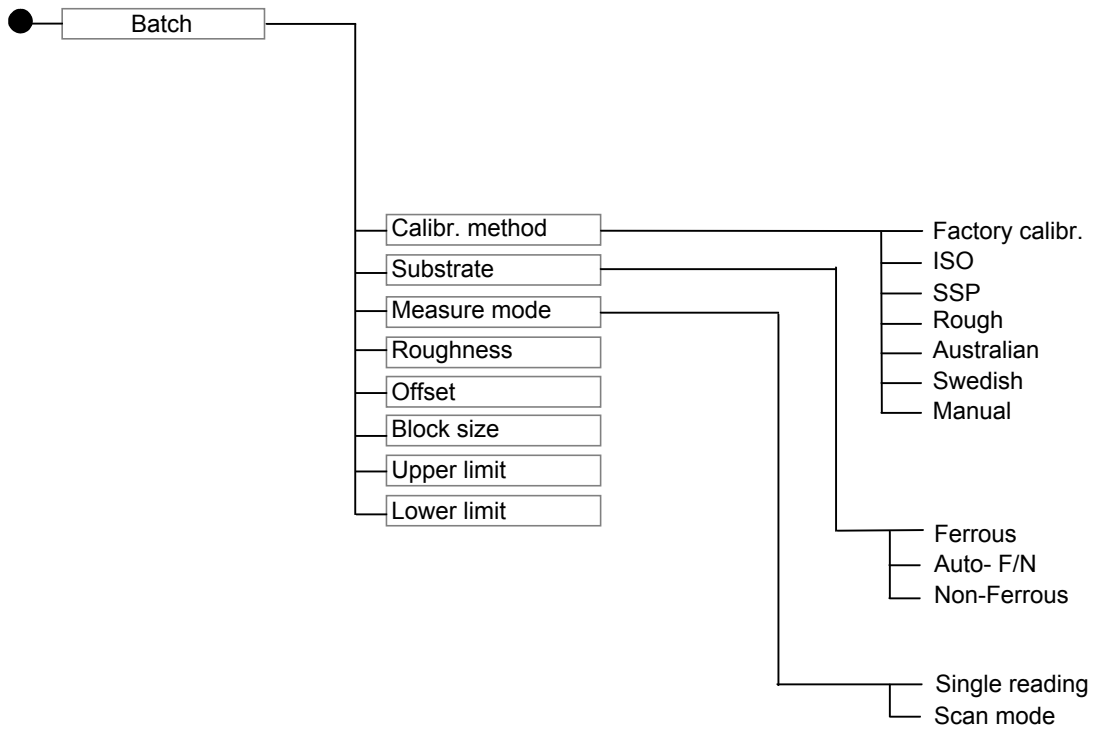 Batch
Calibr. method
Substrate
Measure mode
Roughness
Offset
Block size
Upper limit
Lower limit
Factory calibr.
ISO
SSP
Rough
Australian
Swedish
Manual
Ferrous
Auto- F/N
Non-Ferrous
Single reading
Scan mode